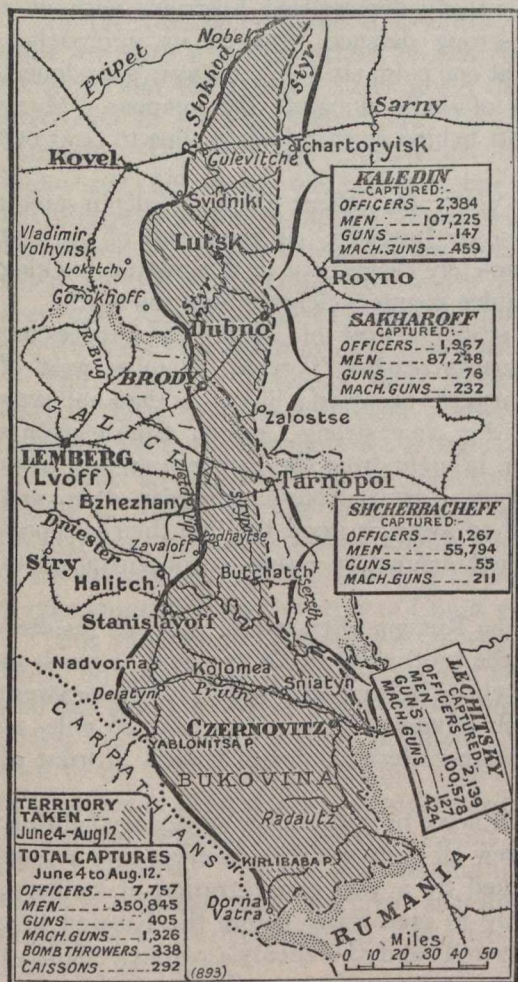 Nobel
Pripet
R. Stokhod
Styr
Sarny
Tchartoryisk
Kovel
Gulevitche
KALEDIN
CAPTURED:-
OFFICERS 2,384
MEN 107,225
GUNS 147
MACH. GUNS 459
Svidniki
Vladimir
Volhynsk
Lutsk
Lokatchy
Rovno
Gorokhoff
Styr
Dubno
SAKHAROFF
CAPTURED:-
OFFICERS 1,967
MEN 87,248
GUNS 76
MACH. GUNS 232
R. Bug
BRODY
Zalostse
GALICI
LEMBERG
(Lvoff)
Tarnopol
Zlota Lipa
Strypa
Bzhezhany
SHCHERBACHEFF
CAPTURED:-
OFFICERS 1,267
MEN 55,794
GUNS 55
MACH. GUNS 211
Dniester
Zavaloff
Podhaytse
Stry
Halitch
Butchatch
Sereth
Stanislavoff
Nadvorna
Kolomea
Sniatyn
Delatyn
Pruth
LECHITSKY
CAPTURED:
OFFICERS 2,139
MEN 100,578
GUNS 127
MACH. GUNS 424
CZERNOVITZ
YABLONITSA P.
CARPATHIANS
BUKOVINA
TERRITORY
TAKEN
June 4-Aug 12
Radautz
KIRLIBABA P.
TOTAL CAPTURES
June 4 to Aug. 12.
OFFICERS 7,757
MEN 350,845
GUNS 405
MACH. GUNS 1,326
BOMB THROWERS 338
CAISSONS 292
Dorna
Vatra
RUMANIA
Miles
0 10 20 30 40 50
(893)